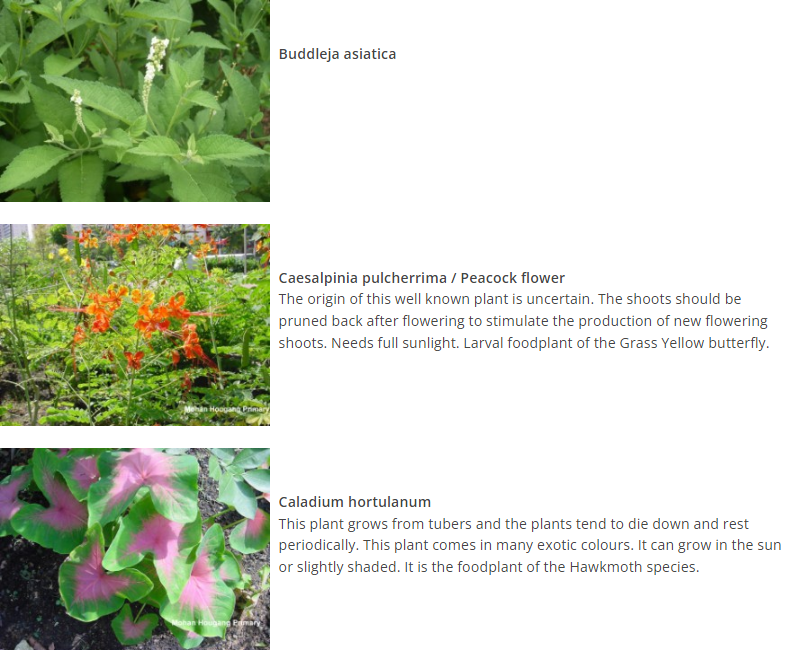 Buddleja asiatica
Caesalpinia pulcherrima / Peacock flower
The origin of this well known plant is uncertain. The shoots should be
pruned back after flowering to stimulate the production of new flowering
shoots. Needs full sunlight. Larval foodplant of the Grass Yellow butterfly.
Mohan Hougang Primary
Caladium hortulanum
This plant grows from tubers and the plants tend to die down and rest
periodically. This plant comes in many exotic colours. It can grow in the sun
or slightly shaded. It is the foodplant of the Hawkmoth species.
Mohan Hougang Primary